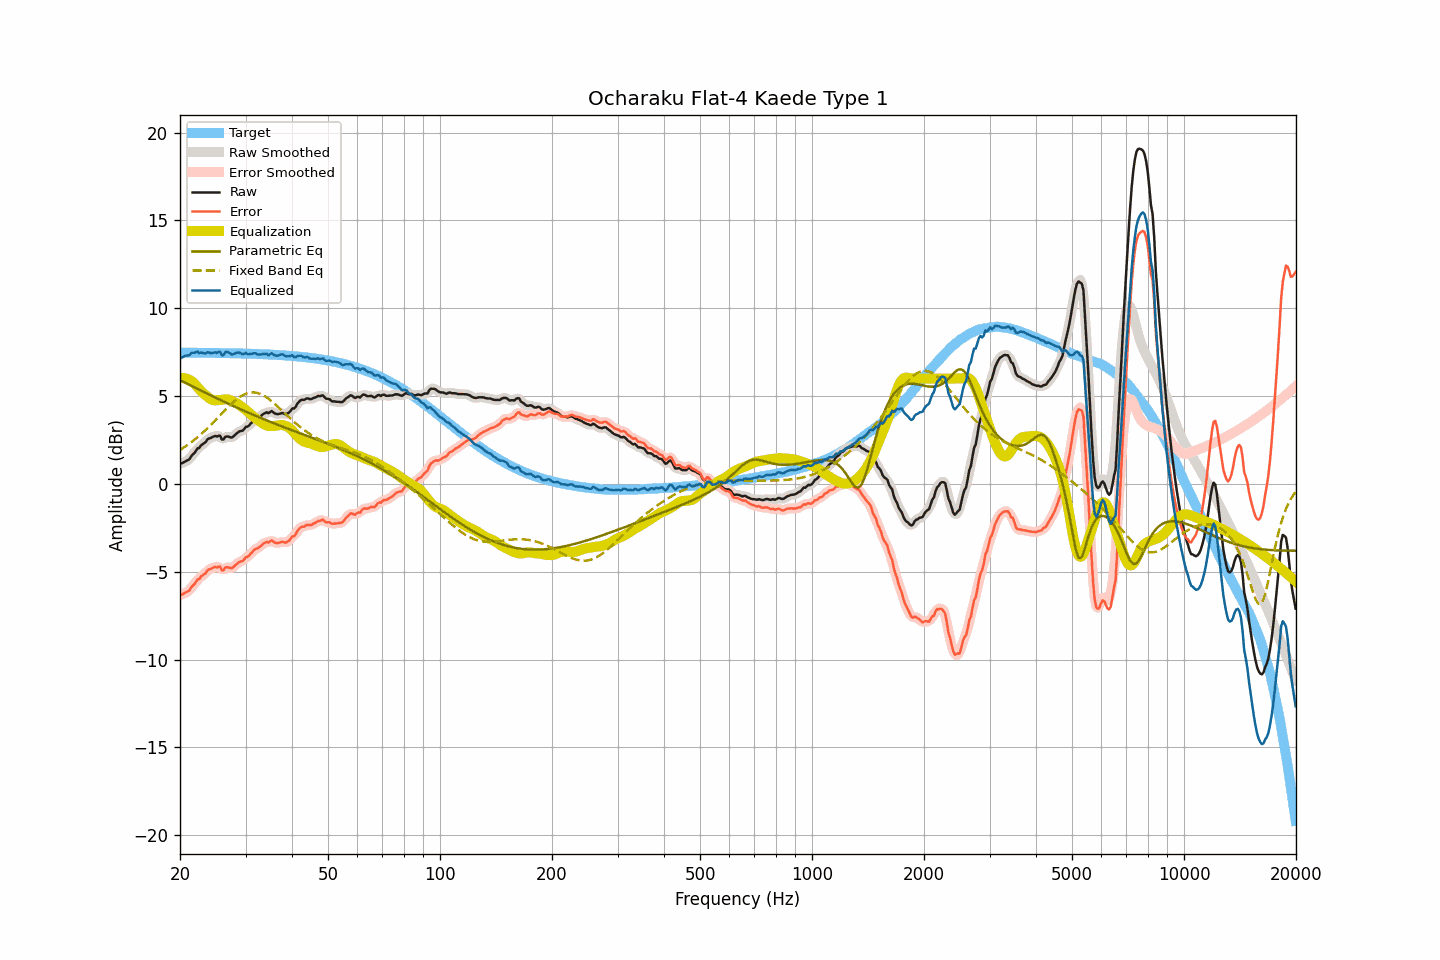 Ocharaku Flat-4 Kaede Type 1
Target
Raw Smoothed
Error Smoothed
Raw
Error
Equalization
Parametric Eq
Fixed Band Eq
Equalized
Amplitude (dBr)
20
15
10
5
0
−5
−10
−15
−20
20
50
100
200
500
1000
2000
5000
10000
20000
Frequency (Hz)